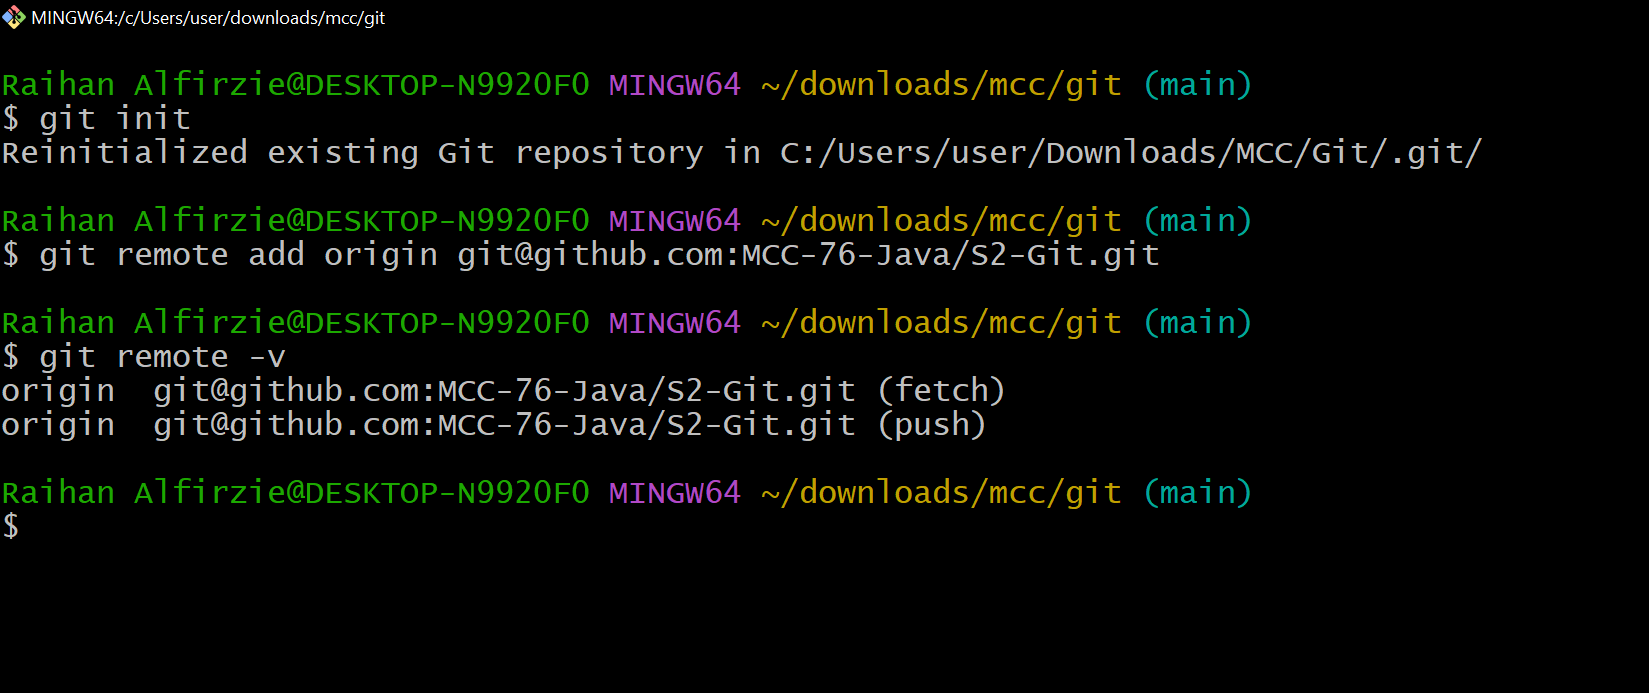 MINGW64:/c/Users/user/downloads/mcc/git
Raihan Alfirzie@DESKTOP-N992OF0 MINGW64 ~/downloads/mcc/git (main)
$ git init
Reinitialized existing Git repository in C:/Users/user/Downloads/MCC/Git/.git/
Raihan Alfirzie@DESKTOP-N992OF0 MINGW64 ~/downloads/mcc/git (main)
$ git remote add origin git@github.com:MCC-76-Java/S2-Git.git
Raihan Alfirzie@DESKTOP-N992OF0 MINGW64 ~/downloads/mcc/git (main)
$ git remote -v
origin  git@github.com:MCC-76-Java/S2-Git.git (fetch)
origin  git@github.com:MCC-76-Java/S2-Git.git (push)
Raihan Alfirzie@DESKTOP-N992OF0 MINGW64 ~/downloads/mcc/git (main)
$